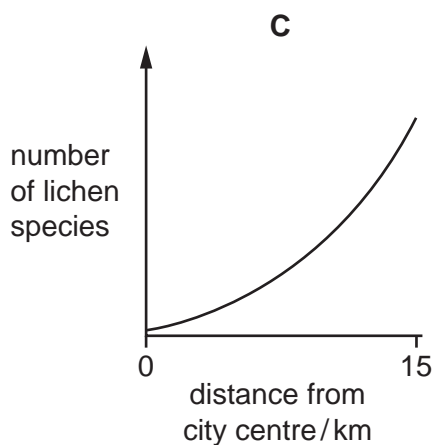 C
number
of lichen
species
0
15
distance from
city centre / km